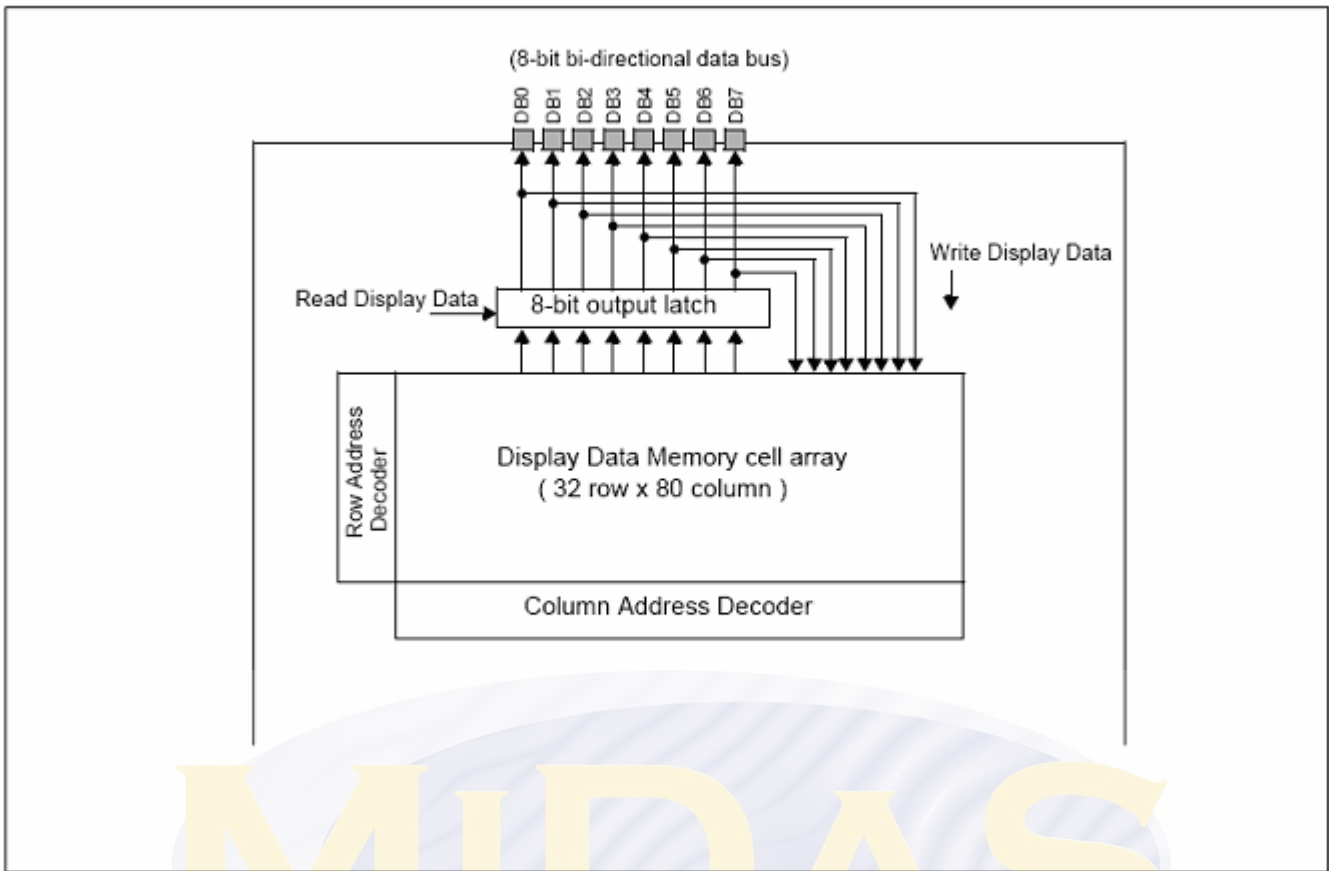 (8-bit bi-directional data bus)
DB0
DB1
DB2
DB3
DB4
DB5
DB6
DB7
Write Display Data
Read Display Data
8-bit output latch
Row Address
Decoder
Display Data Memory cell array
( 32 row x 80 column )
Column Address Decoder
MiDAS